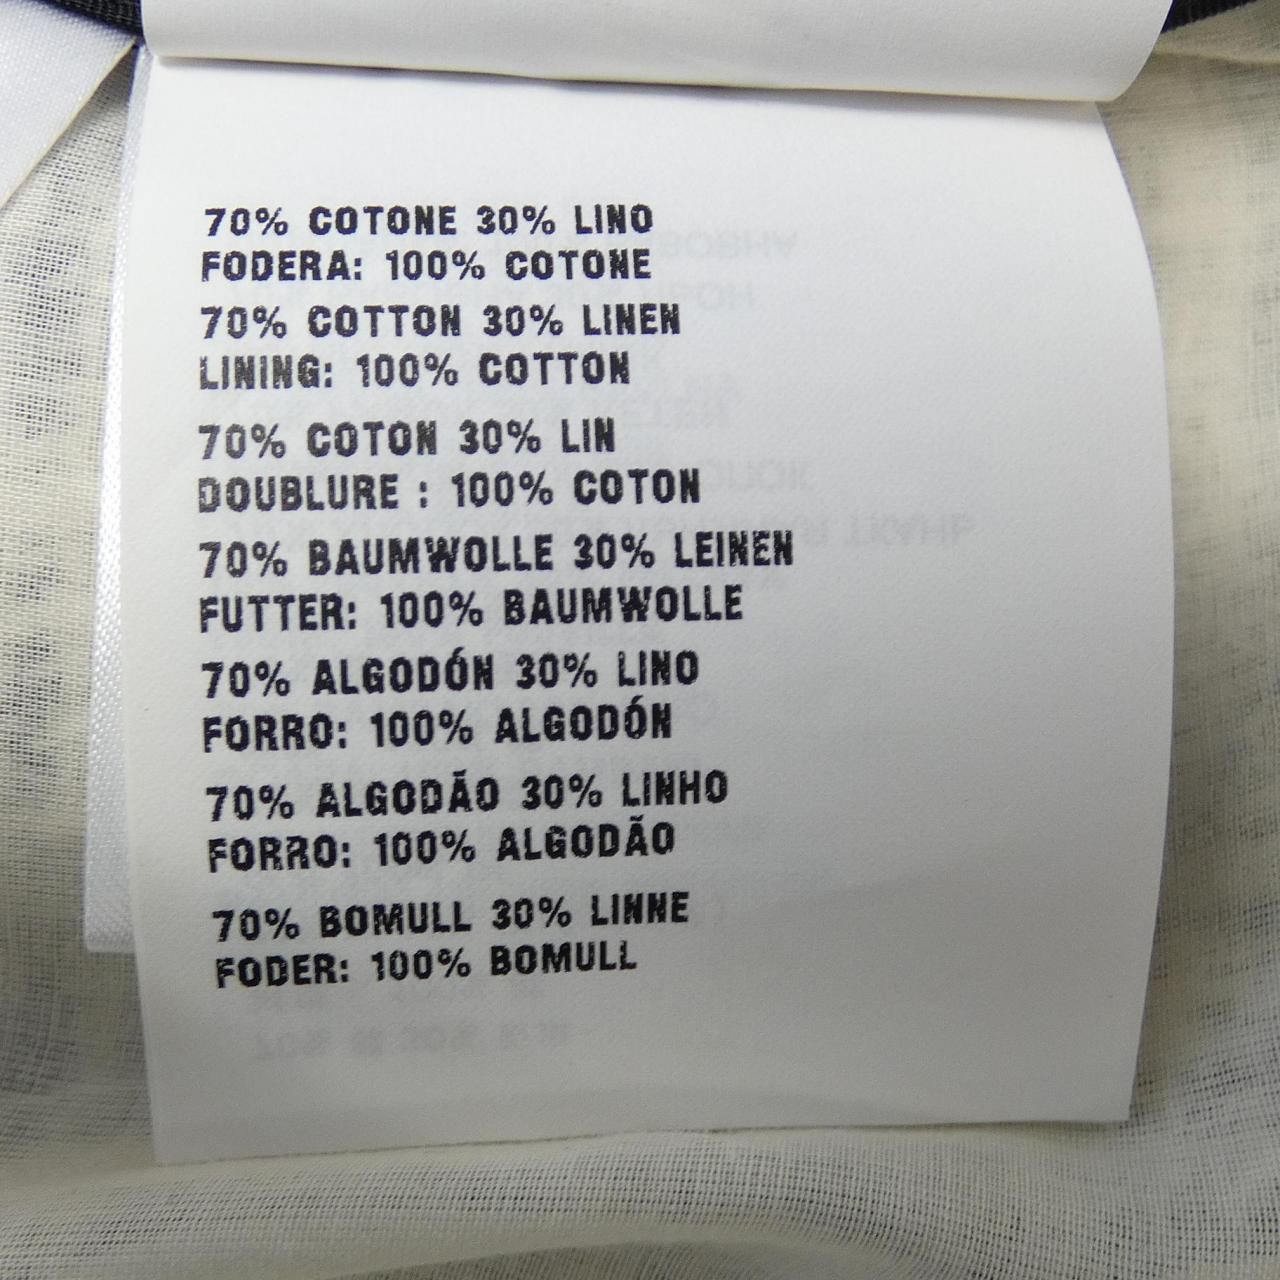 70% COTONE 30% LINO
FODERA: 100% COTONE
70% COTTON 30% LINEN
LINING: 100% COTTON
70% COTON 30% LIN
DOUBLURE : 100% COTON
70% BAUMWOLLE 30% LEINEN
FUTTER: 100% BAUMWOLLE
70% ALGODÓN 30% LINO
FORRO: 100% ALGODÓN
70% ALGODÃO 30% LINHO
FORRO: 100% ALGODÃO
70% BOMULL 30% LINNE
FODER: 100% BOMULL